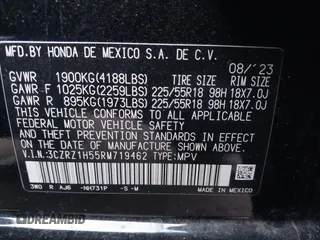 MFD.BY HONDA DE MEXICO S.A. DE C.V.
08/'23
GVWR 1900KG(4188LBS) TIRE SIZE RIM SIZE
GAWR F 1025KG(2259LBS) 225/55R18 98H 18X7.0J
GAWR R 895KG(1973LBS) 225/55R18 98H 18X7.0J
THIS VEHICLE CONFORMS TO ALL APPLICABLE
FEDERAL MOTOR VEHICLE SAFETY AND THEFT
PREVENTION STANDARDS IN EFFECT ON THE DATE
OF MANUFACTURE SHOWN ABOVE.
V.I.N.3CZRZ1H55RM719462 TYPE:MPV
3W0 R AJ6 -NH731P -S-M
DREAMBID